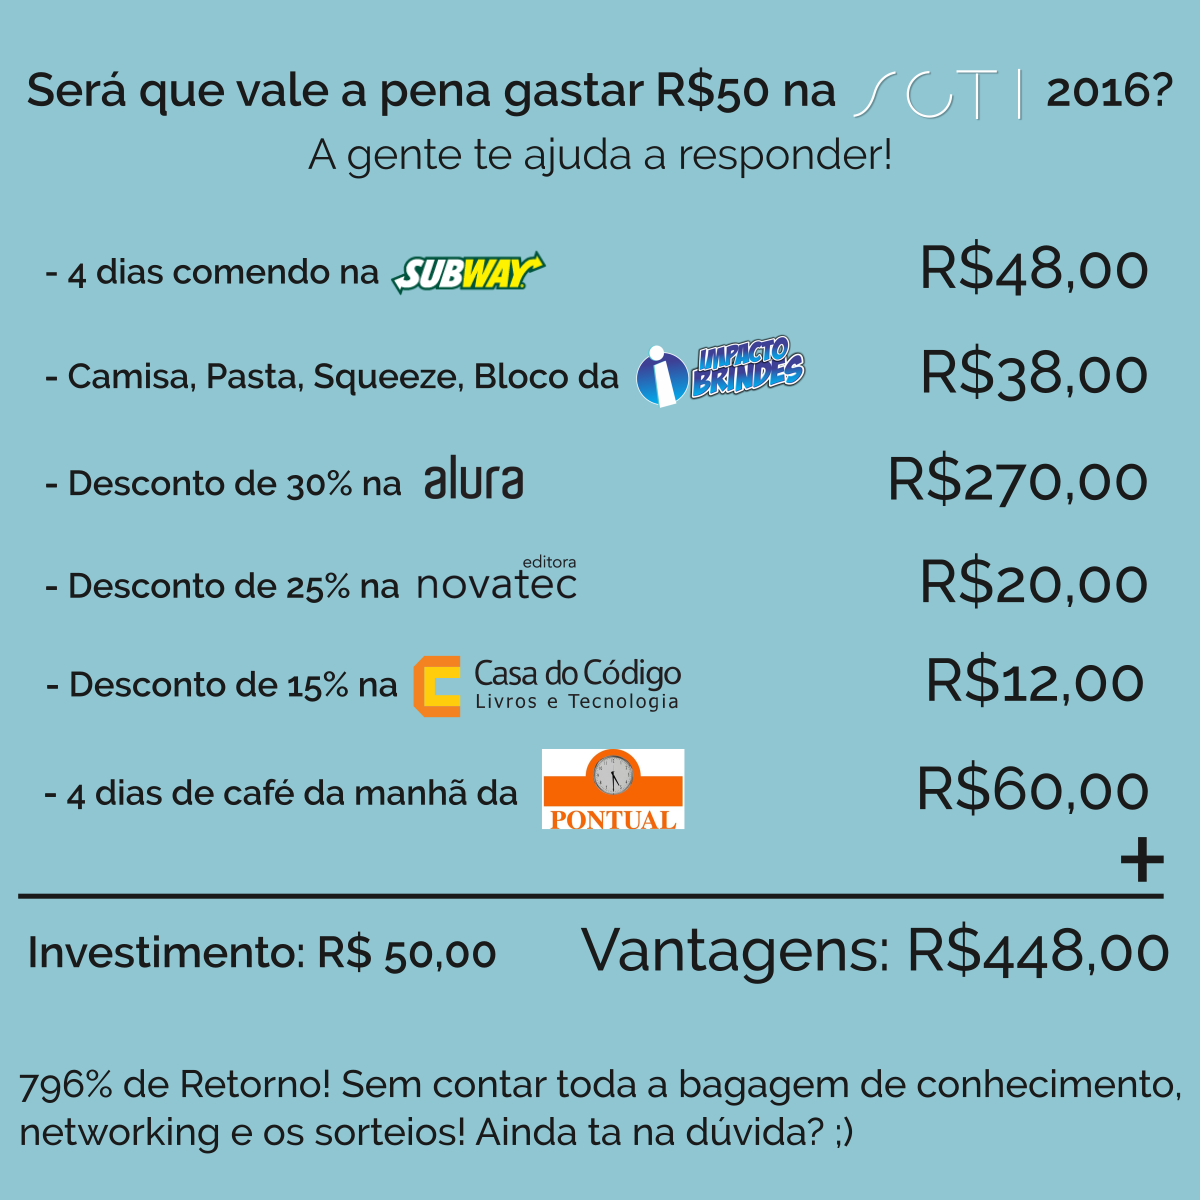 Será que vale a pena gastar R$50 na SCTI 2016?
A gente te ajuda a responder!
- 4 dias comendo na SUBWAY R$48,00
- Camisa, Pasta, Squeeze, Bloco da i IMPACTO BRINDES R$38,00
- Desconto de 30% na alura R$270,00
- Desconto de 25% na editora novatec R$20,00
- Desconto de 15% na Casa do Código Livros e Tecnologia R$12,00
- 4 dias de café da manhã da PONTUAL R$60,00
+
Investimento: R$ 50,00 Vantagens: R$448,00
796% de Retorno! Sem contar toda a bagagem de conhecimento,
networking e os sorteios! Ainda ta na dúvida? ;)